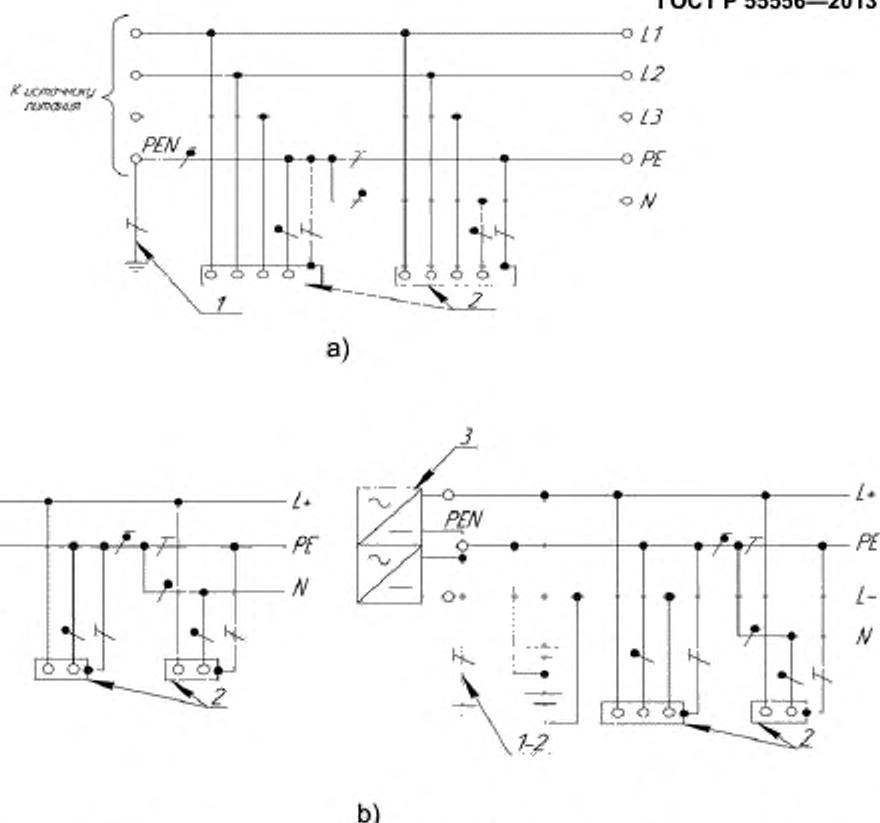 ГОСТ Р 55556—2013
К источнику
питания
L1
L2
L3
PEN
PE
N
1
2
a)
3
L+
PE
N
2
PEN
L+
PE
L-
N
1-2
2
b)